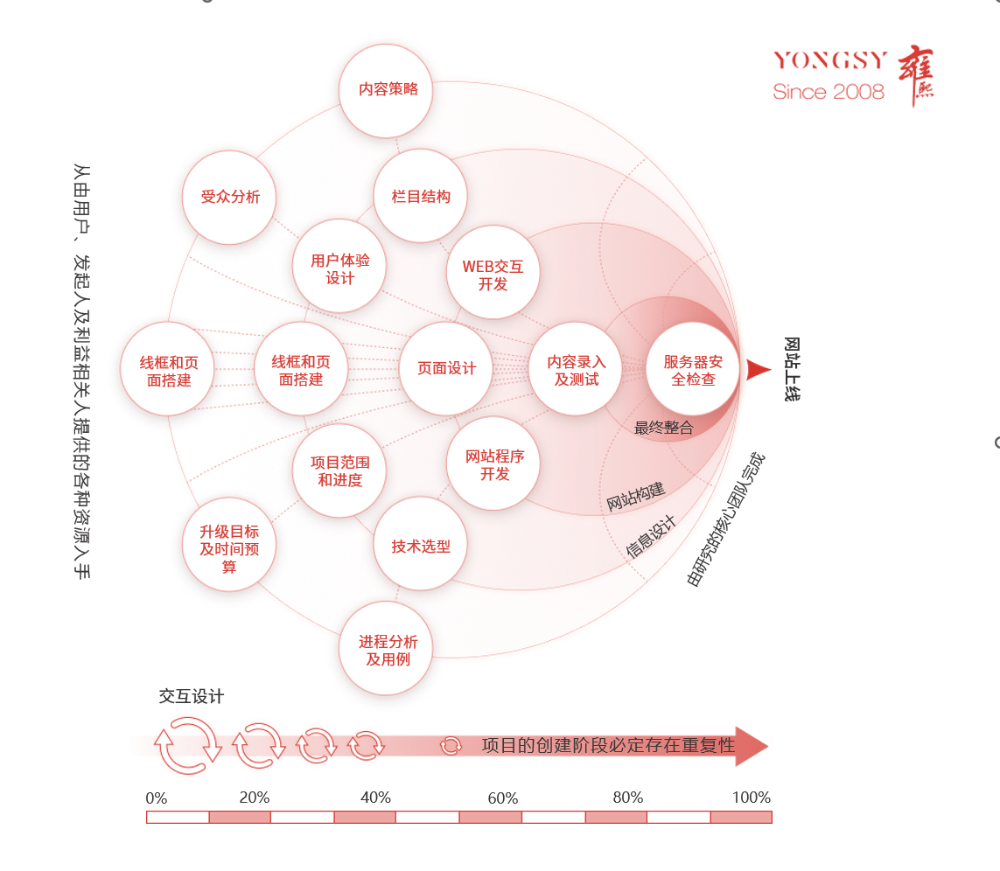 YONGSY
雍熙
Since 2008
从由用户、发起人及利益相关人提供的各种资源入手
内容策略
受众分析
栏目结构
用户体验
设计
WEB交互
开发
线框和页
面搭建
线框和页
面搭建
页面设计
内容录入
及测试
服务器安
全检查
网站上线
最终整合
项目范围
和进度
网站程序
开发
网站构建
信息设计
由研究的核心团队完成
升级目标
及时间预
算
技术选型
进程分析
及用例
交互设计
项目的创建阶段必定存在重复性
0%
20%
40%
60%
80%
100%